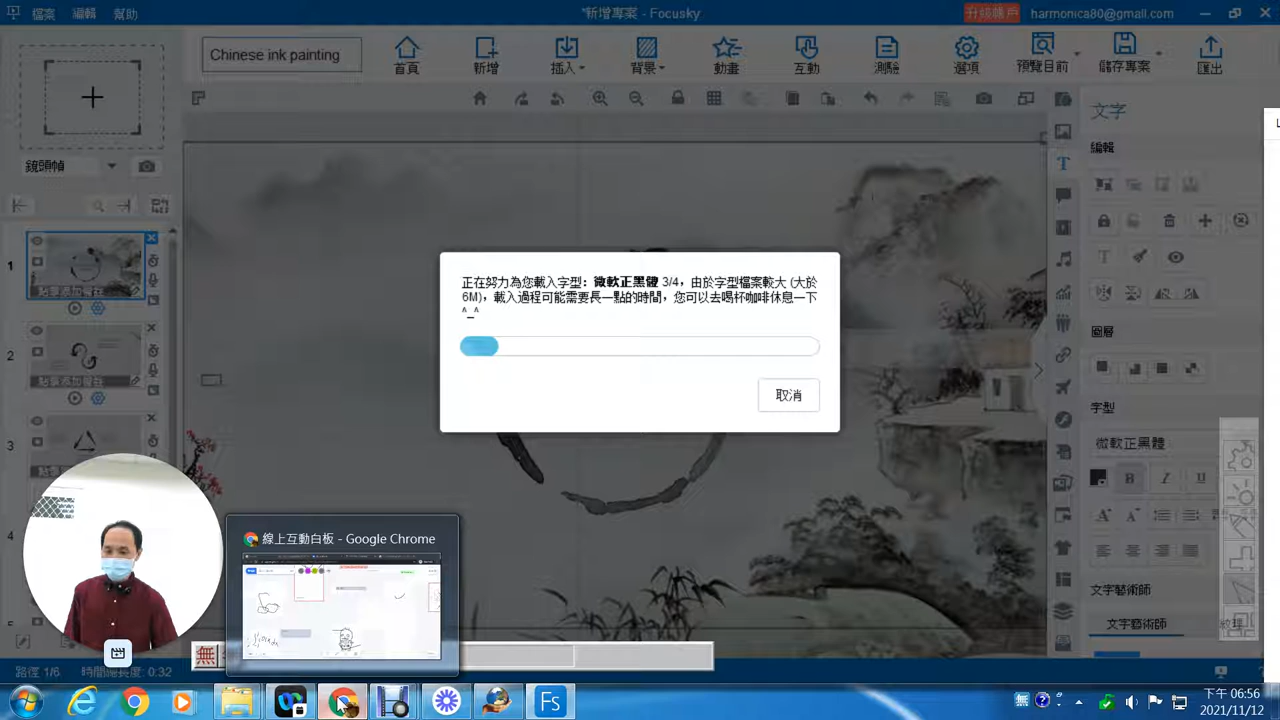 檔案 編輯 幫助
*新增專案 - Focusky
升級帳戶 harmonica80@gmail.com
Chinese ink painting
首頁 新增 插入 背景 動畫 互動 測驗 選項 預覽目前 儲存專案 匯出
鏡頭幀
文字
編輯
1
2
3
4
正在努力為您載入字型: 微軟正黑體 3/4，由於字型檔案較大 (大於
6M)，載入過程可能需要長一點的時間，您可以去喝杯咖啡休息一下
^_^
取消
圖層
字型
微軟正黑體
B I U
文字藝術師
文字藝術師
線上互動白板 - Google Chrome
無
路徑 1/6 時間總長度: 0:32
Fs
無
下午 06:56
2021/11/12